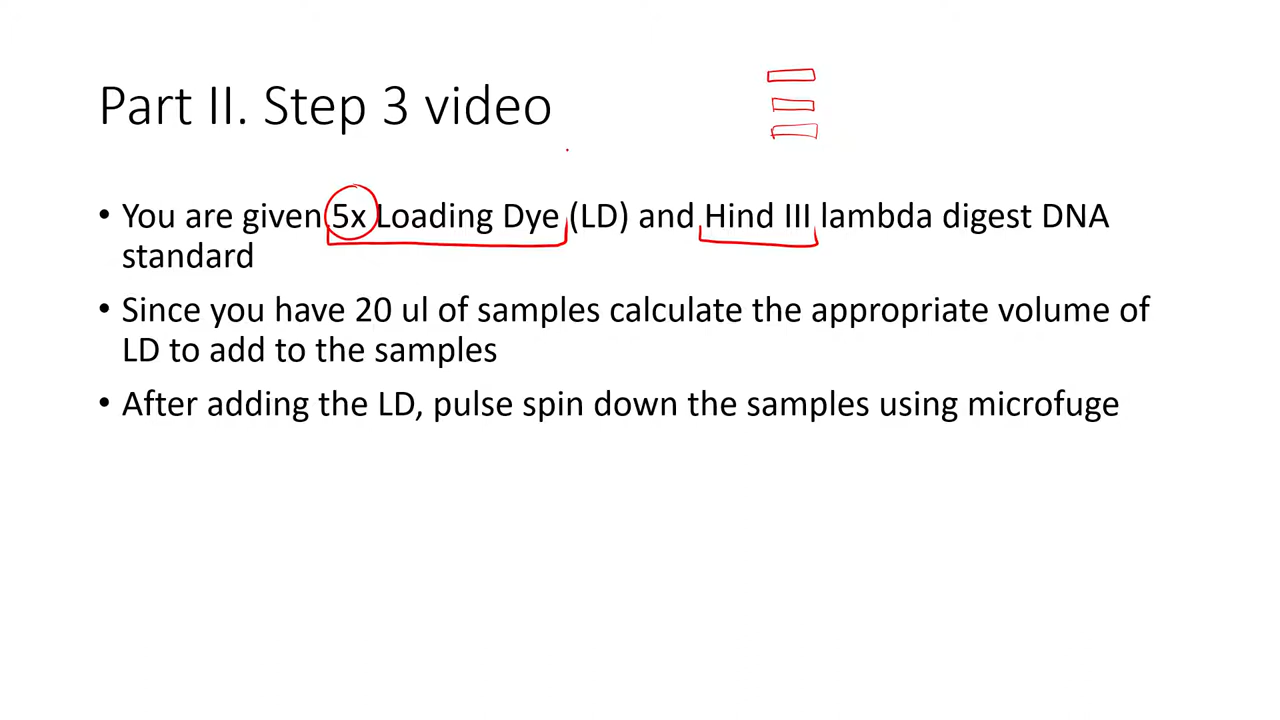 Part II. Step 3 video
• You are given 5x Loading Dye (LD) and Hind III lambda digest DNA
standard
• Since you have 20 ul of samples calculate the appropriate volume of
LD to add to the samples
• After adding the LD, pulse spin down the samples using microfuge